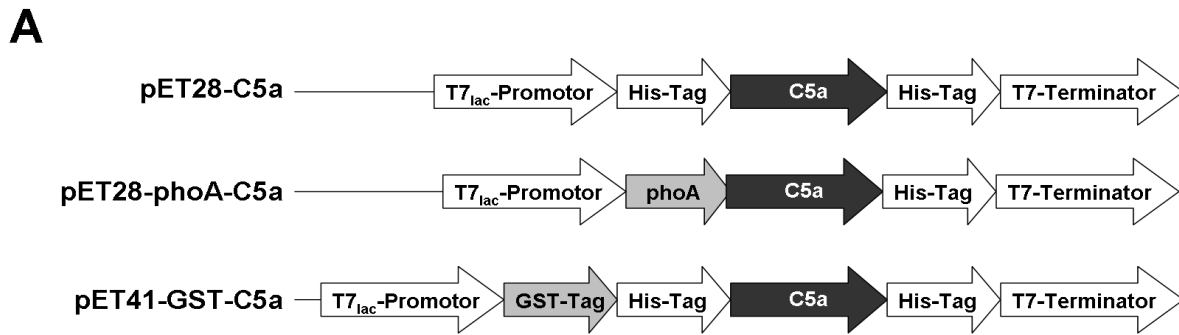 A
pET28-C5a T7lac-Promotor His-Tag C5a His-Tag T7-Terminator
pET28-phoA-C5a T7lac-Promotor phoA C5a His-Tag T7-Terminator
pET41-GST-C5a T7lac-Promotor GST-Tag His-Tag C5a His-Tag T7-Terminator